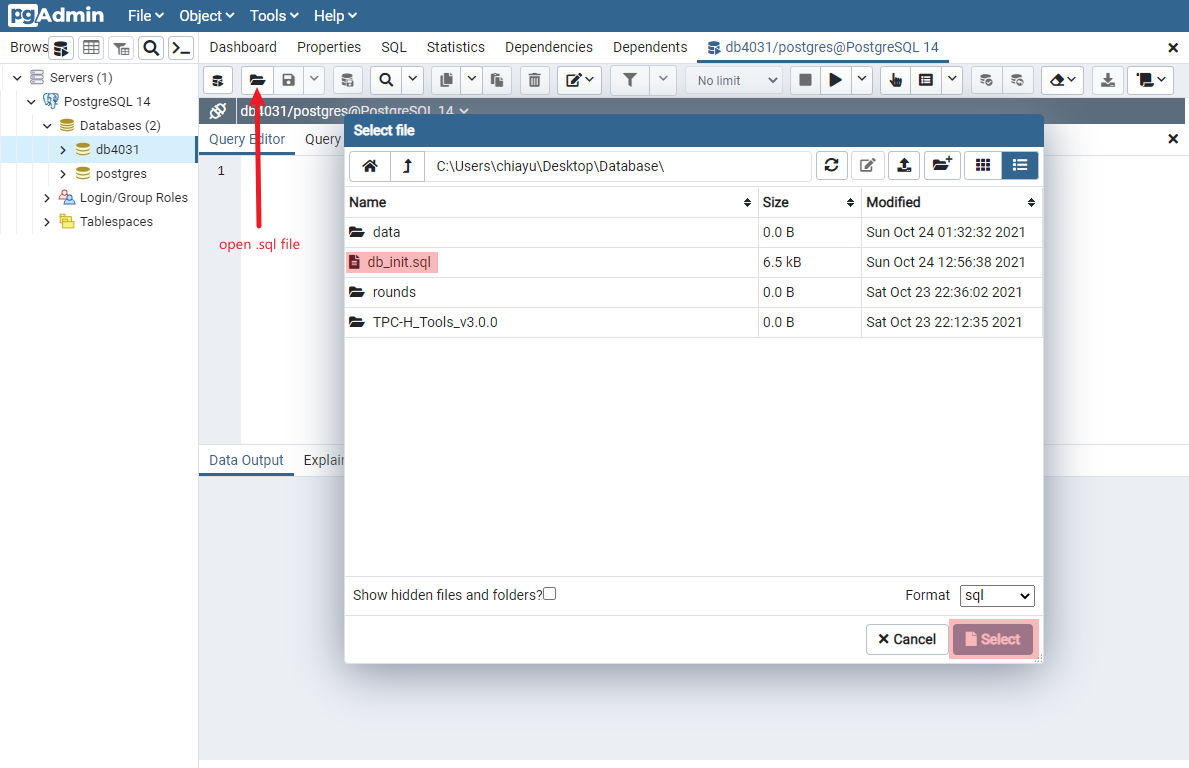 pgAdmin File Object Tools Help
Brows Dashboard Properties SQL Statistics Dependencies Dependents db4031/postgres@PostgreSQL 14
Servers (1)
PostgreSQL 14
Databases (2)
db4031
postgres
Login/Group Roles
Tablespaces
No limit
db4031/postgres@PostgreSQL 14
Query Editor Query
1
open .sql file
Select file
C:\Users\chiayu\Desktop\Database\
Name Size Modified
data 0.0 B Sun Oct 24 01:32:32 2021
db_init.sql 6.5 kB Sun Oct 24 12:56:38 2021
rounds 0.0 B Sat Oct 23 22:36:02 2021
TPC-H_Tools_v3.0.0 0.0 B Sat Oct 23 22:12:35 2021
Data Output Explain
Show hidden files and folders? Format sql
Cancel Select